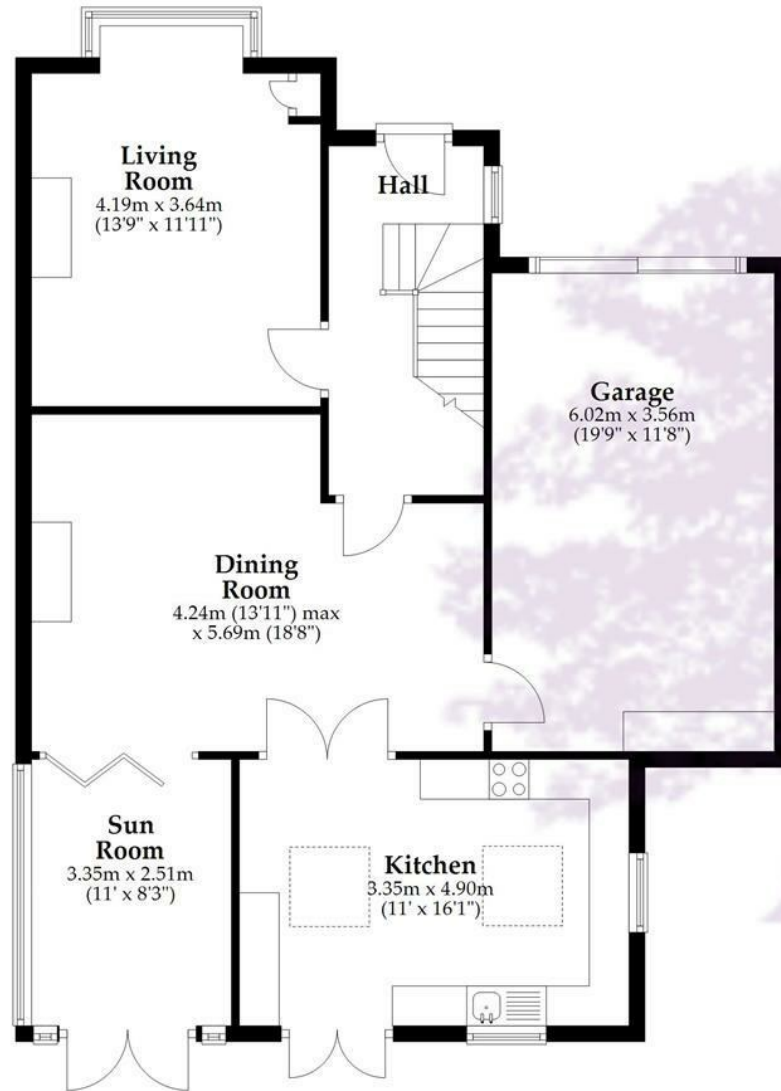 Living
Room
4.19m x 3.64m
(13'9" x 11'11")
Hall
Garage
6.02m x 3.56m
(19'9" x 11'8")
Dining
Room
4.24m (13'11") max
x 5.69m (18'8")
Sun
Room
3.35m x 2.51m
(11' x 8'3")
Kitchen
3.35m x 4.90m
(11' x 16'1")